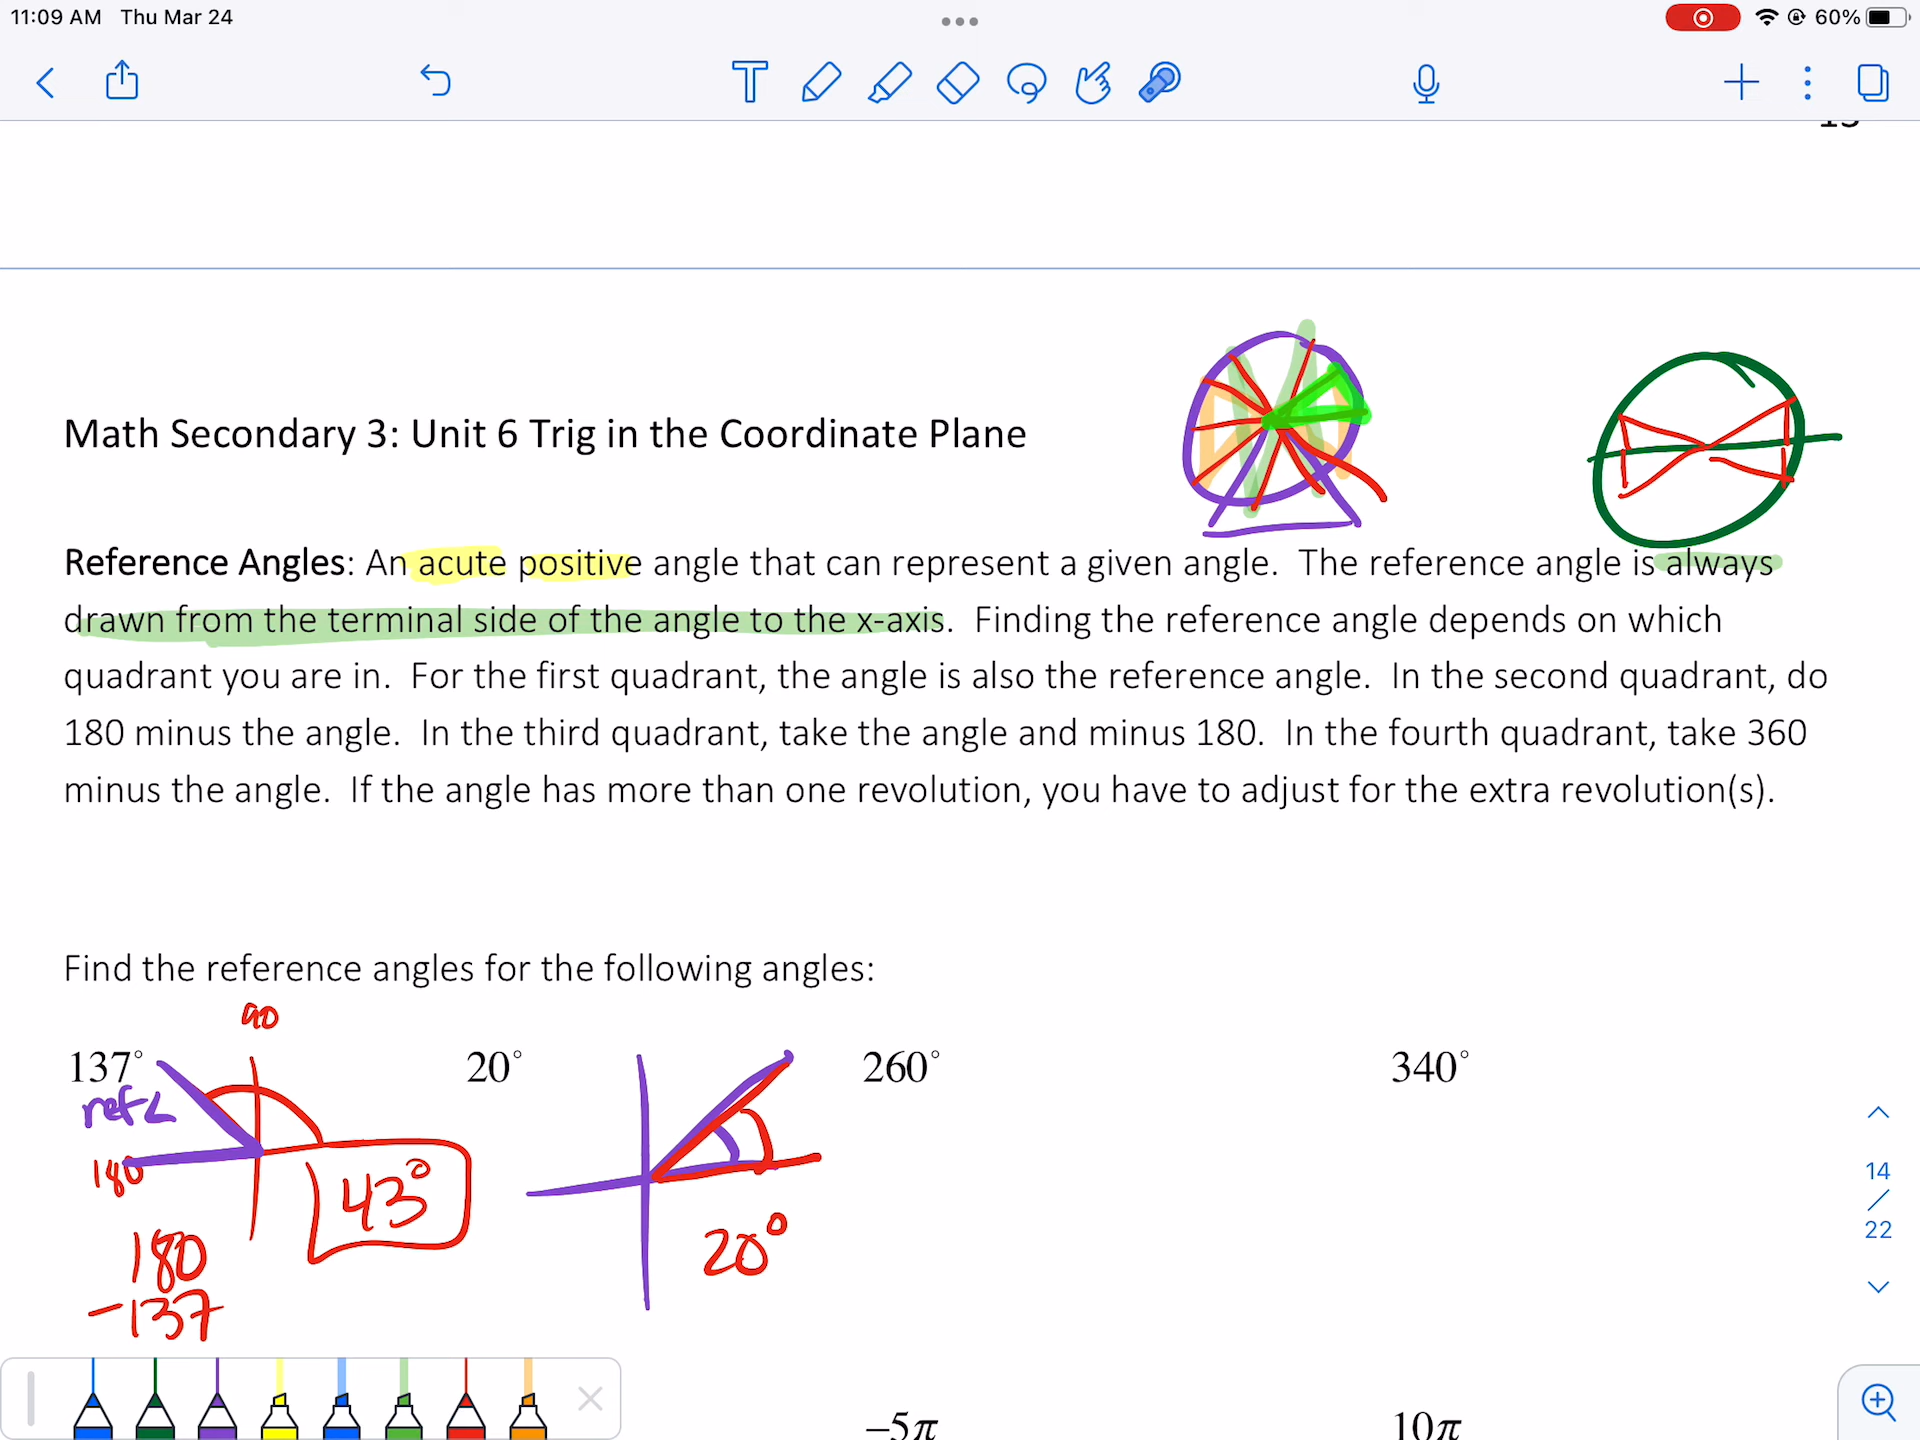 11:09 AM Thu Mar 24
60%
Math Secondary 3: Unit 6 Trig in the Coordinate Plane
Reference Angles: An acute positive angle that can represent a given angle. The reference angle is always
drawn from the terminal side of the angle to the x-axis. Finding the reference angle depends on which
quadrant you are in. For the first quadrant, the angle is also the reference angle. In the second quadrant, do
180 minus the angle. In the third quadrant, take the angle and minus 180. In the fourth quadrant, take 360
minus the angle. If the angle has more than one revolution, you have to adjust for the extra revolution(s).
Find the reference angles for the following angles:
90
137° 20° 260° 340°
ref∠
180
43°
20°
180
-137
14
/
22
−5π 10π